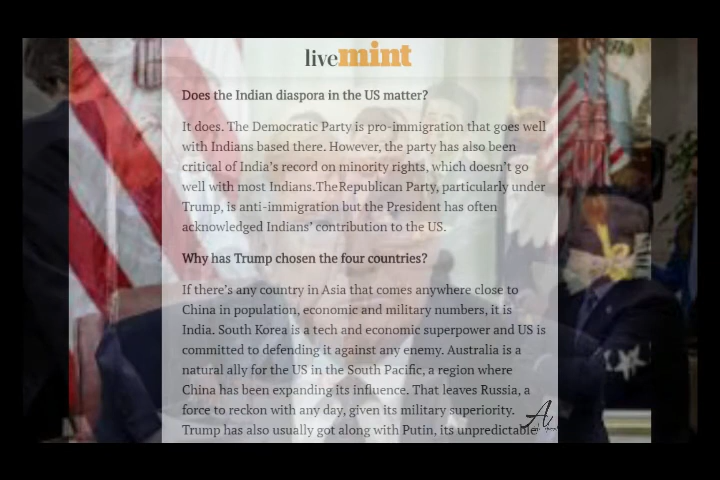 livemint
Does the Indian diaspora in the US matter?
It does. The Democratic Party is pro-immigration that goes well
with Indians based there. However, the party has also been
critical of India's record on minority rights, which doesn't go
well with most Indians.The Republican Party, particularly under
Trump, is anti-immigration but the President has often
acknowledged Indians' contribution to the US.
Why has Trump chosen the four countries?
If there's any country in Asia that comes anywhere close to
China in population, economic and military numbers, it is
India. South Korea is a tech and economic superpower and US is
committed to defending it against any enemy. Australia is a
natural ally for the US in the South Pacific, a region where
China has been expanding its influence. That leaves Russia, a
force to reckon with any day, given its military superiority.
Trump has also usually got along with Putin, its unpredictable